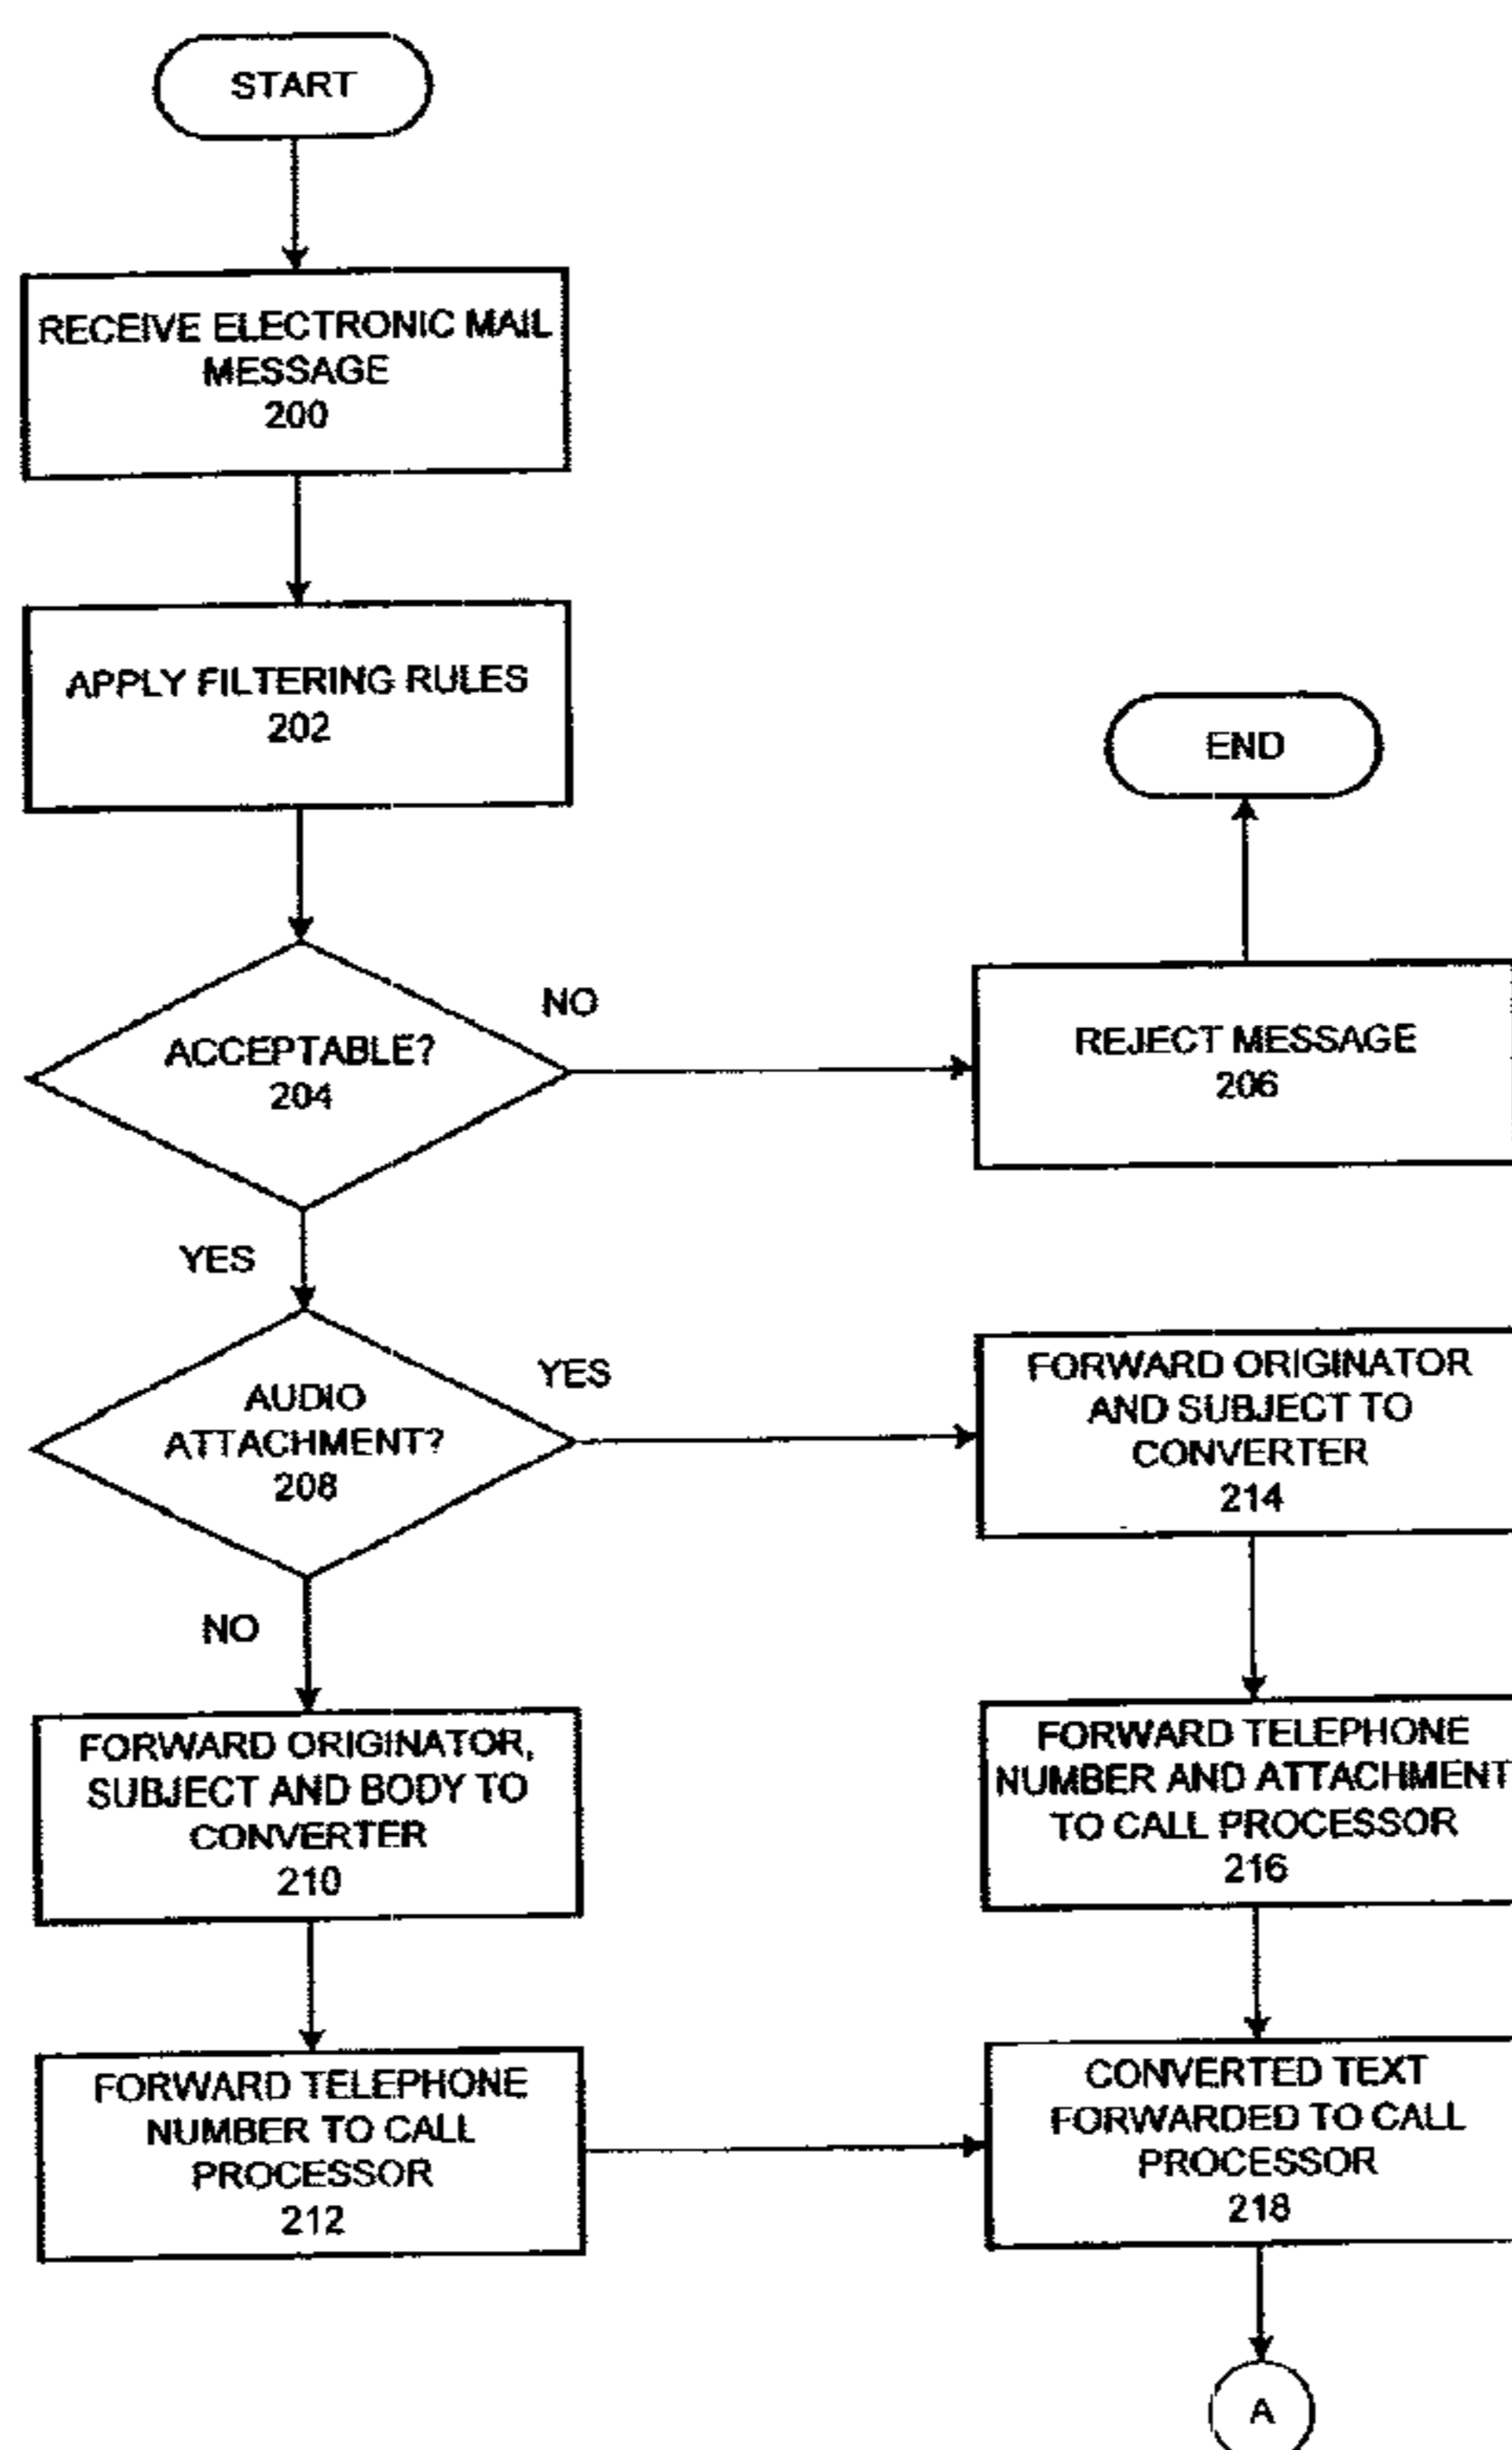 START
RECEIVE ELECTRONIC MAIL
MESSAGE
200
APPLY FILTERING RULES
202
END
ACCEPTABLE?
204
NO
REJECT MESSAGE
206
YES
AUDIO
ATTACHMENT?
208
YES
FORWARD ORIGINATOR
AND SUBJECT TO
CONVERTER
214
NO
FORWARD ORIGINATOR,
SUBJECT AND BODY TO
CONVERTER
210
FORWARD TELEPHONE
NUMBER AND ATTACHMENT
TO CALL PROCESSOR
216
FORWARD TELEPHONE
NUMBER TO CALL
PROCESSOR
212
CONVERTED TEXT
FORWARDED TO CALL
PROCESSOR
218
A